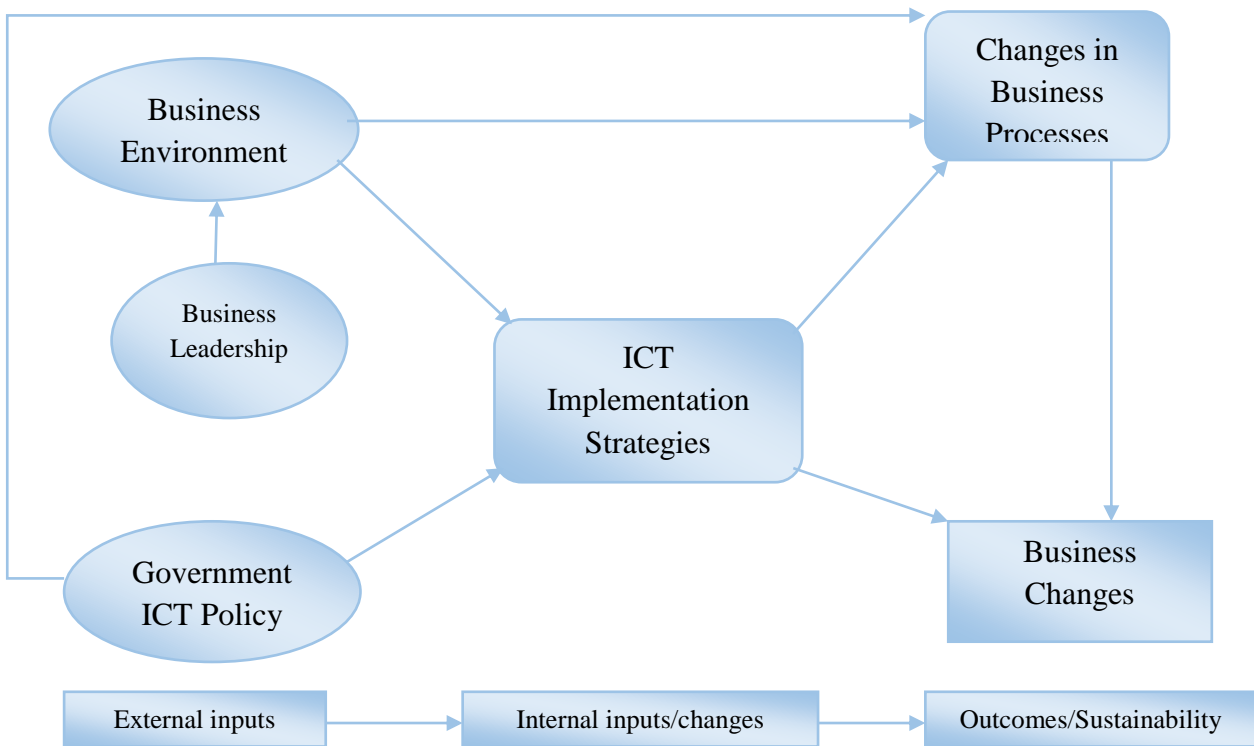 Changes in
Business
Processes
Business
Environment
Business
Leadership
ICT
Implementation
Strategies
Government
ICT Policy
Business
Changes
External inputs
Internal inputs/changes
Outcomes/Sustainability